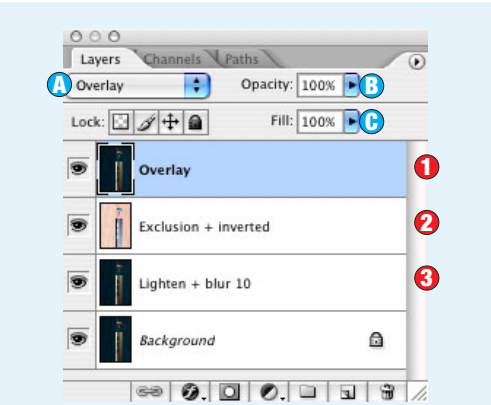 Layers Channels Paths
A Overlay Opacity: 100% B
Lock: Fill: 100% C
Overlay 1
Exclusion + inverted 2
Lighten + blur 10 3
Background